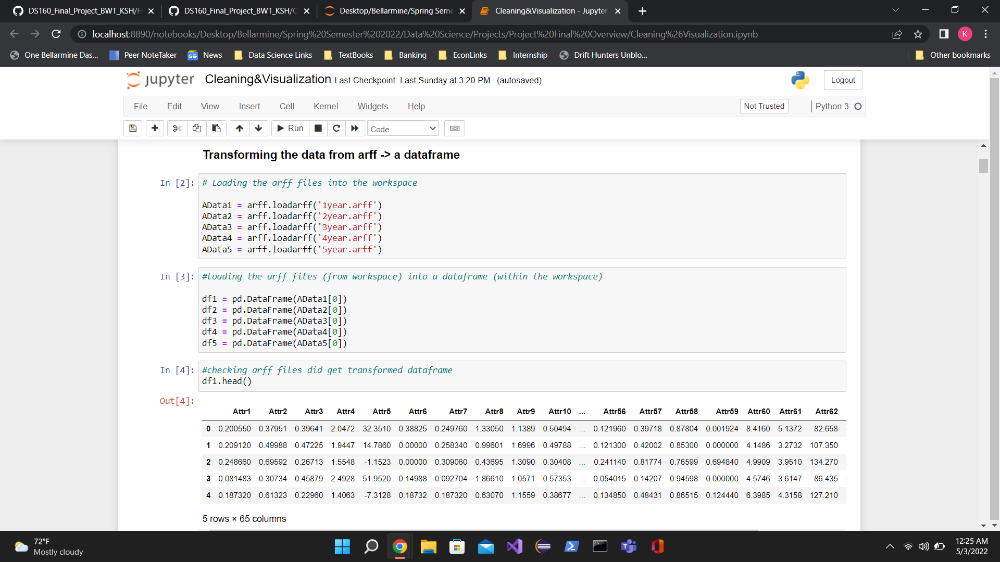 DS160_Final_Project_BWT_KSH/Fi
DS160_Final_Project_BWT_KSH/C
Desktop/Bellarmine/Spring Seme
Cleaning&Visualization - Jupyter
localhost:8890/notebooks/Desktop/Bellarmine/Spring%20Semester%202022/Data%20Science/Projects/Project%20Final%20Overview/Cleaning%26Visualization.ipynb
K
One Bellarmine Das... Peer NoteTaker News Data Science Links TextBooks Banking EconLinks Internship Drift Hunters Unblo... Other bookmarks
jupyter Cleaning&Visualization Last Checkpoint: Last Sunday at 3:20 PM (autosaved) Logout
File Edit View Insert Cell Kernel Widgets Help Not Trusted Python 3
Run Code
Transforming the data from arff -> a dataframe
In [2]: # Loading the arff files into the workspace
AData1 = arff.loadarff('1year.arff')
AData2 = arff.loadarff('2year.arff')
AData3 = arff.loadarff('3year.arff')
AData4 = arff.loadarff('4year.arff')
AData5 = arff.loadarff('5year.arff')
In [3]: #loading the arff files (from workspace) into a dataframe (within the workspace)
df1 = pd.DataFrame(AData1[0])
df2 = pd.DataFrame(AData2[0])
df3 = pd.DataFrame(AData3[0])
df4 = pd.DataFrame(AData4[0])
df5 = pd.DataFrame(AData5[0])
In [4]: #checking arff files did get transformed dataframe
df1.head()
Out[4]:
Attr1 Attr2 Attr3 Attr4 Attr5 Attr6 Attr7 Attr8 Attr9 Attr10 ... Attr56 Attr57 Attr58 Attr59 Attr60 Attr61 Attr62
0 0.200550 0.37951 0.39641 2.0472 32.3510 0.38825 0.249760 1.33050 1.1389 0.50494 ... 0.121960 0.39718 0.87804 0.001924 8.4160 5.1372 82.658
1 0.209120 0.49988 0.47225 1.9447 14.7860 0.00000 0.258340 0.99601 1.6996 0.49788 ... 0.121300 0.42002 0.85300 0.000000 4.1486 3.2732 107.350
2 0.248660 0.69592 0.26713 1.5548 -1.1523 0.00000 0.309060 0.43695 1.3090 0.30408 ... 0.241140 0.81774 0.76599 0.694840 4.9909 3.9510 134.270
3 0.081483 0.30734 0.45879 2.4928 51.9520 0.14988 0.092704 1.86610 1.0571 0.57353 ... 0.054015 0.14207 0.94598 0.000000 4.5746 3.6147 86.435
4 0.187320 0.61323 0.22960 1.4063 -7.3128 0.18732 0.187320 0.63070 1.1559 0.38677 ... 0.134850 0.48431 0.86515 0.124440 6.3985 4.3158 127.210
5 rows × 65 columns
72°F
Mostly cloudy
12:25 AM
5/3/2022